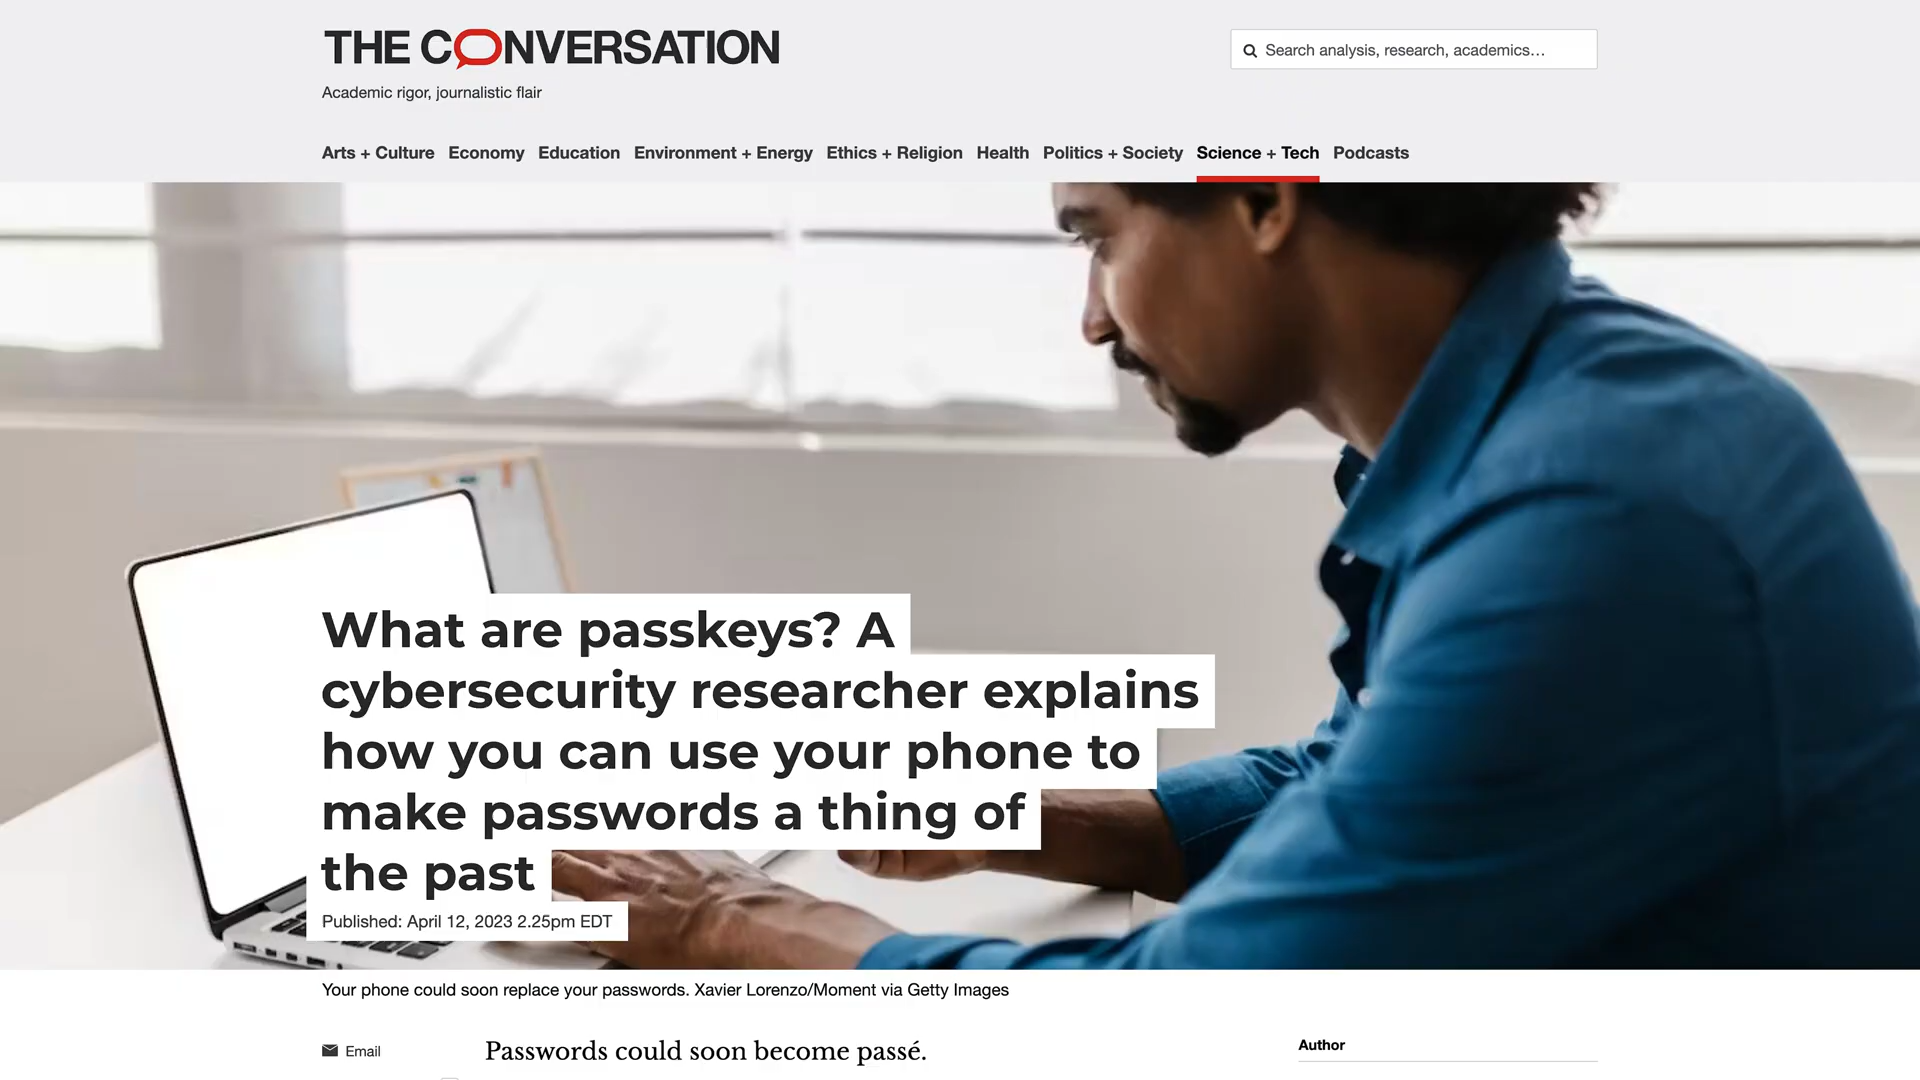 THE CONVERSATION
Search analysis, research, academics...
Academic rigor, journalistic flair
Arts + Culture Economy Education Environment + Energy Ethics + Religion Health Politics + Society Science + Tech Podcasts
What are passkeys? A
cybersecurity researcher explains
how you can use your phone to
make passwords a thing of
the past
Published: April 12, 2023 2.25pm EDT
Your phone could soon replace your passwords. Xavier Lorenzo/Moment via Getty Images
Email
Passwords could soon become passé.
Author